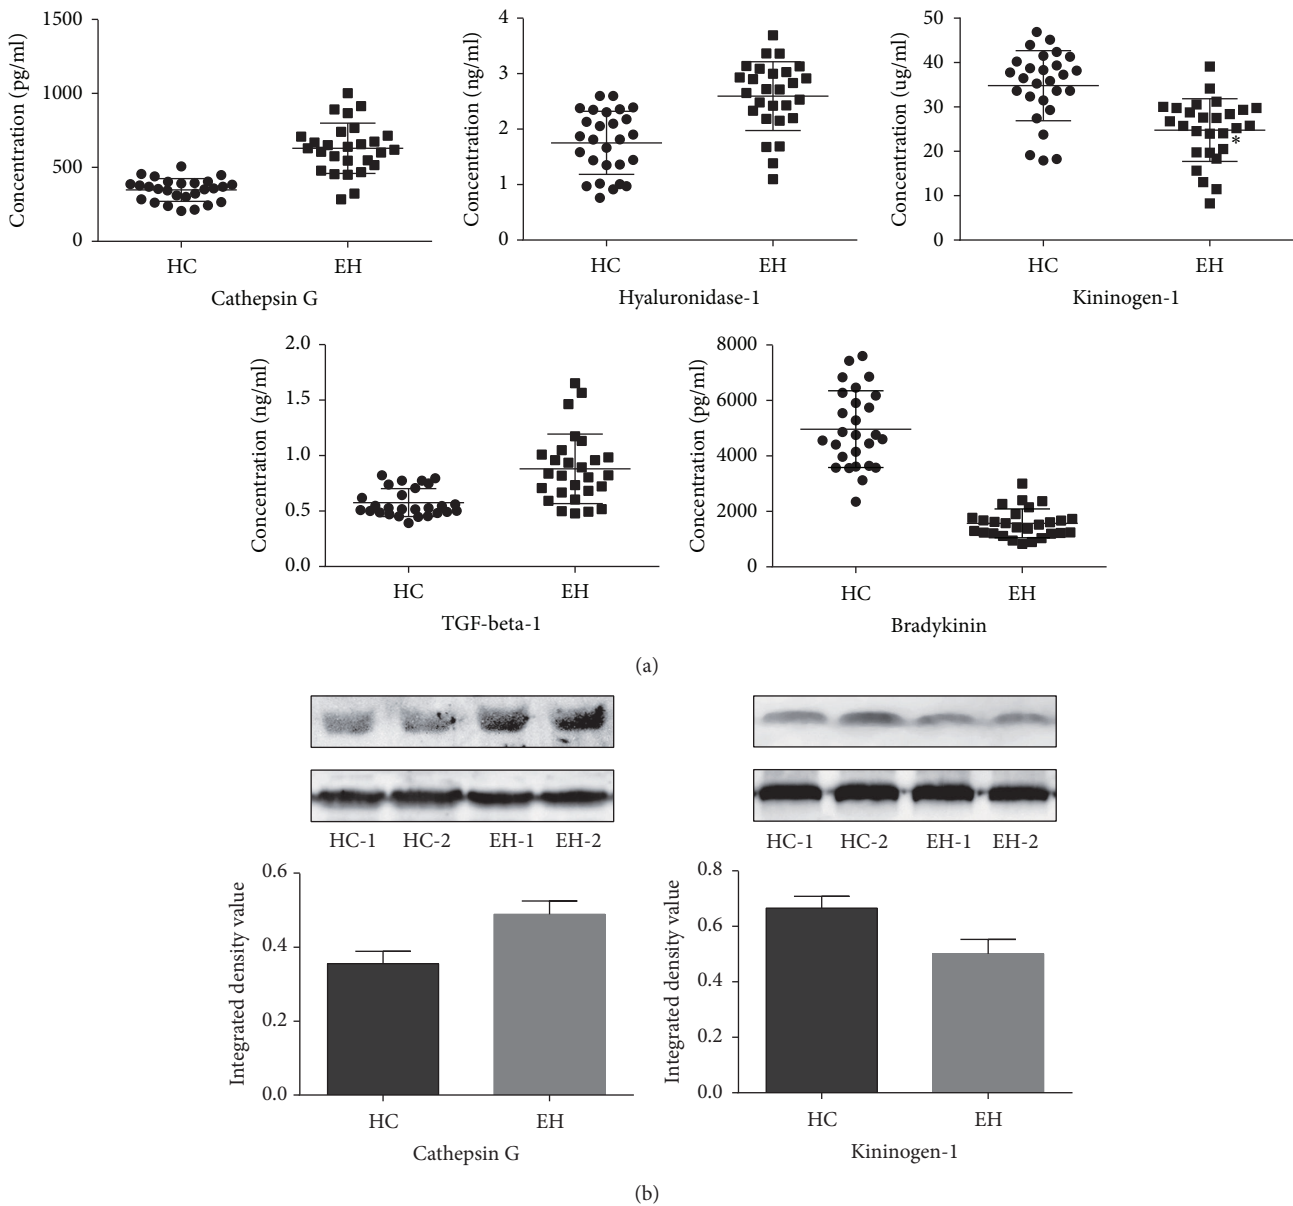 Concentration (pg/ml)
1500
1000
500
0
HC
EH
Cathepsin G
Concentration (ng/ml)
4
3
2
1
0
HC
EH
Hyaluronidase-1
Concentration (ug/ml)
50
40
30
20
10
0
*
HC
EH
Kininogen-1
Concentration (ng/ml)
2.0
1.5
1.0
0.5
0.0
HC
EH
TGF-beta-1
Concentration (pg/ml)
8000
6000
4000
2000
0
HC
EH
Bradykinin
(a)
HC-1 HC-2 EH-1 EH-2
Integrated density value
0.6
0.4
0.2
0.0
HC
EH
Cathepsin G
HC-1 HC-2 EH-1 EH-2
Integrated density value
0.8
0.6
0.4
0.2
0.0
HC
EH
Kininogen-1
(b)